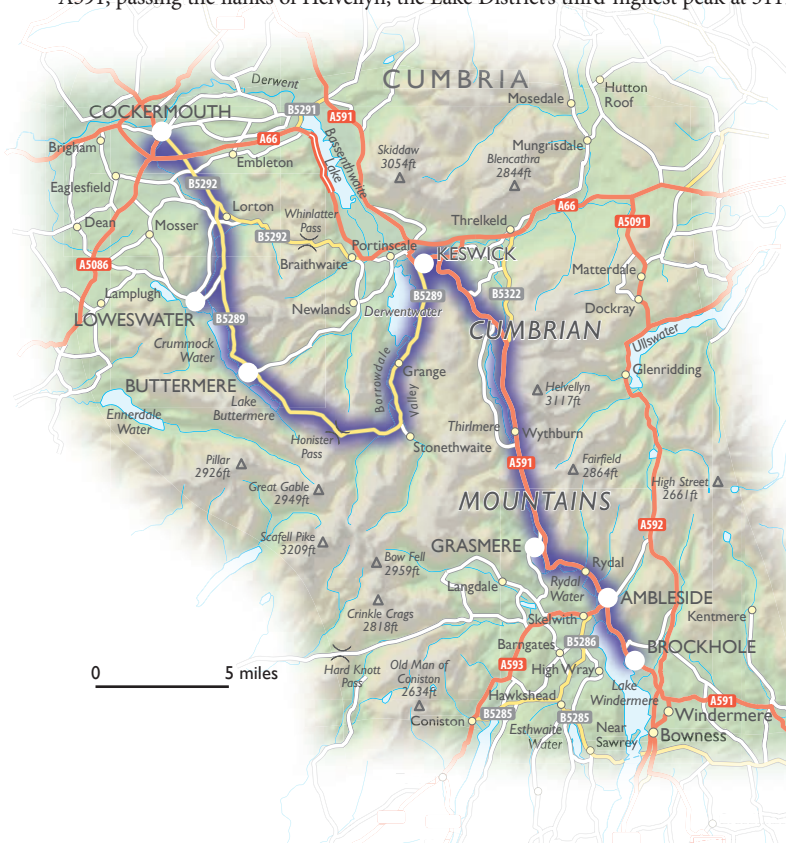 A591, passing the flanks of Helvellyn, the Lake District's third-highest peak at 311
CUMBRIA
Derwent
Hutton
Roof
Mosedale
COCKERMOUTH
B5291
A591
A66
Brigham
Embleton
Bassenthwaite
Lake
Skiddaw
3054ft
Mungrisdale
Blencathra
2844ft
Eaglesfield
B5292
Lorton
Whinlatter
Pass
Threlkeld
A66
A5091
Dean
Mosser
B5292
Portinscale
KESWICK
A5086
Braithwaite
Matterdale
Lamplugh
Newlands
B5289
Derwentwater
B5322
Dockray
LOWESWATER
B5289
CUMBRIAN
Ullswater
Crummock
Water
Borrowdale
Valley
Grange
Glenridding
BUTTERMERE
Lake
Buttermere
Helvellyn
3117ft
Ennerdale
Water
Honister
Pass
Stonethwaite
Thirlmere
Wythburn
Pillar
2926ft
A591
Fairfield
2864ft
Great Gable
2949ft
High Street
2661ft
MOUNTAINS
A592
Scafell Pike
3209ft
GRASMERE
Bow Fell
2959ft
Rydal
Langdale
Rydal
Water
AMBLESIDE
Crinkle Crags
2818ft
Skelwith
Kentmere
Barngates
B5286
BROCKHOLE
0
5 miles
Hard Knott
Pass
Old Man of
Coniston
2634ft
A593
High Wray
Lake
Windermere
Hawkshead
A591
Coniston
B5285
B5285
Windermere
Esthwaite
Water
Near
Sawrey
Bowness